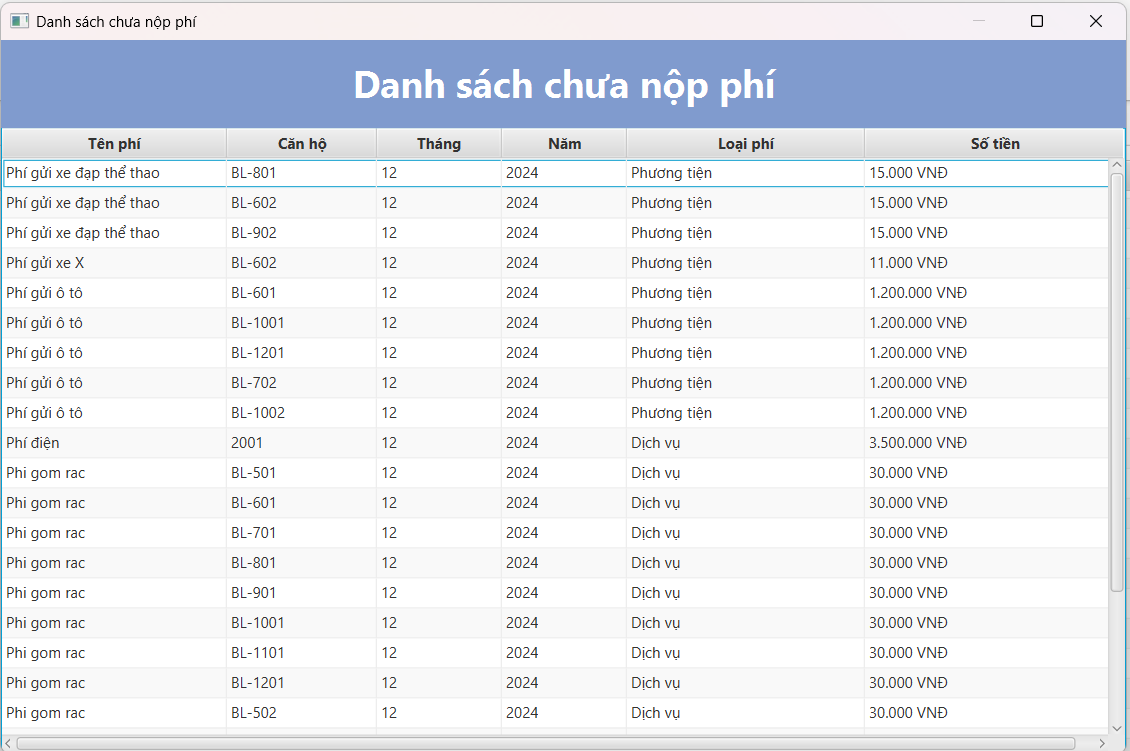 Danh sách chưa nộp phí
Danh sách chưa nộp phí
Tên phí Căn hộ Tháng Năm Loại phí Số tiền
Phí gửi xe đạp thể thao BL-801 12 2024 Phương tiện 15.000 VNĐ
Phí gửi xe đạp thể thao BL-602 12 2024 Phương tiện 15.000 VNĐ
Phí gửi xe đạp thể thao BL-902 12 2024 Phương tiện 15.000 VNĐ
Phí gửi xe X BL-602 12 2024 Phương tiện 11.000 VNĐ
Phí gửi ô tô BL-601 12 2024 Phương tiện 1.200.000 VNĐ
Phí gửi ô tô BL-1001 12 2024 Phương tiện 1.200.000 VNĐ
Phí gửi ô tô BL-1201 12 2024 Phương tiện 1.200.000 VNĐ
Phí gửi ô tô BL-702 12 2024 Phương tiện 1.200.000 VNĐ
Phí gửi ô tô BL-1002 12 2024 Phương tiện 1.200.000 VNĐ
Phí điện 2001 12 2024 Dịch vụ 3.500.000 VNĐ
Phi gom rac BL-501 12 2024 Dịch vụ 30.000 VNĐ
Phi gom rac BL-601 12 2024 Dịch vụ 30.000 VNĐ
Phi gom rac BL-701 12 2024 Dịch vụ 30.000 VNĐ
Phi gom rac BL-801 12 2024 Dịch vụ 30.000 VNĐ
Phi gom rac BL-901 12 2024 Dịch vụ 30.000 VNĐ
Phi gom rac BL-1001 12 2024 Dịch vụ 30.000 VNĐ
Phi gom rac BL-1101 12 2024 Dịch vụ 30.000 VNĐ
Phi gom rac BL-1201 12 2024 Dịch vụ 30.000 VNĐ
Phi gom rac BL-502 12 2024 Dịch vụ 30.000 VNĐ